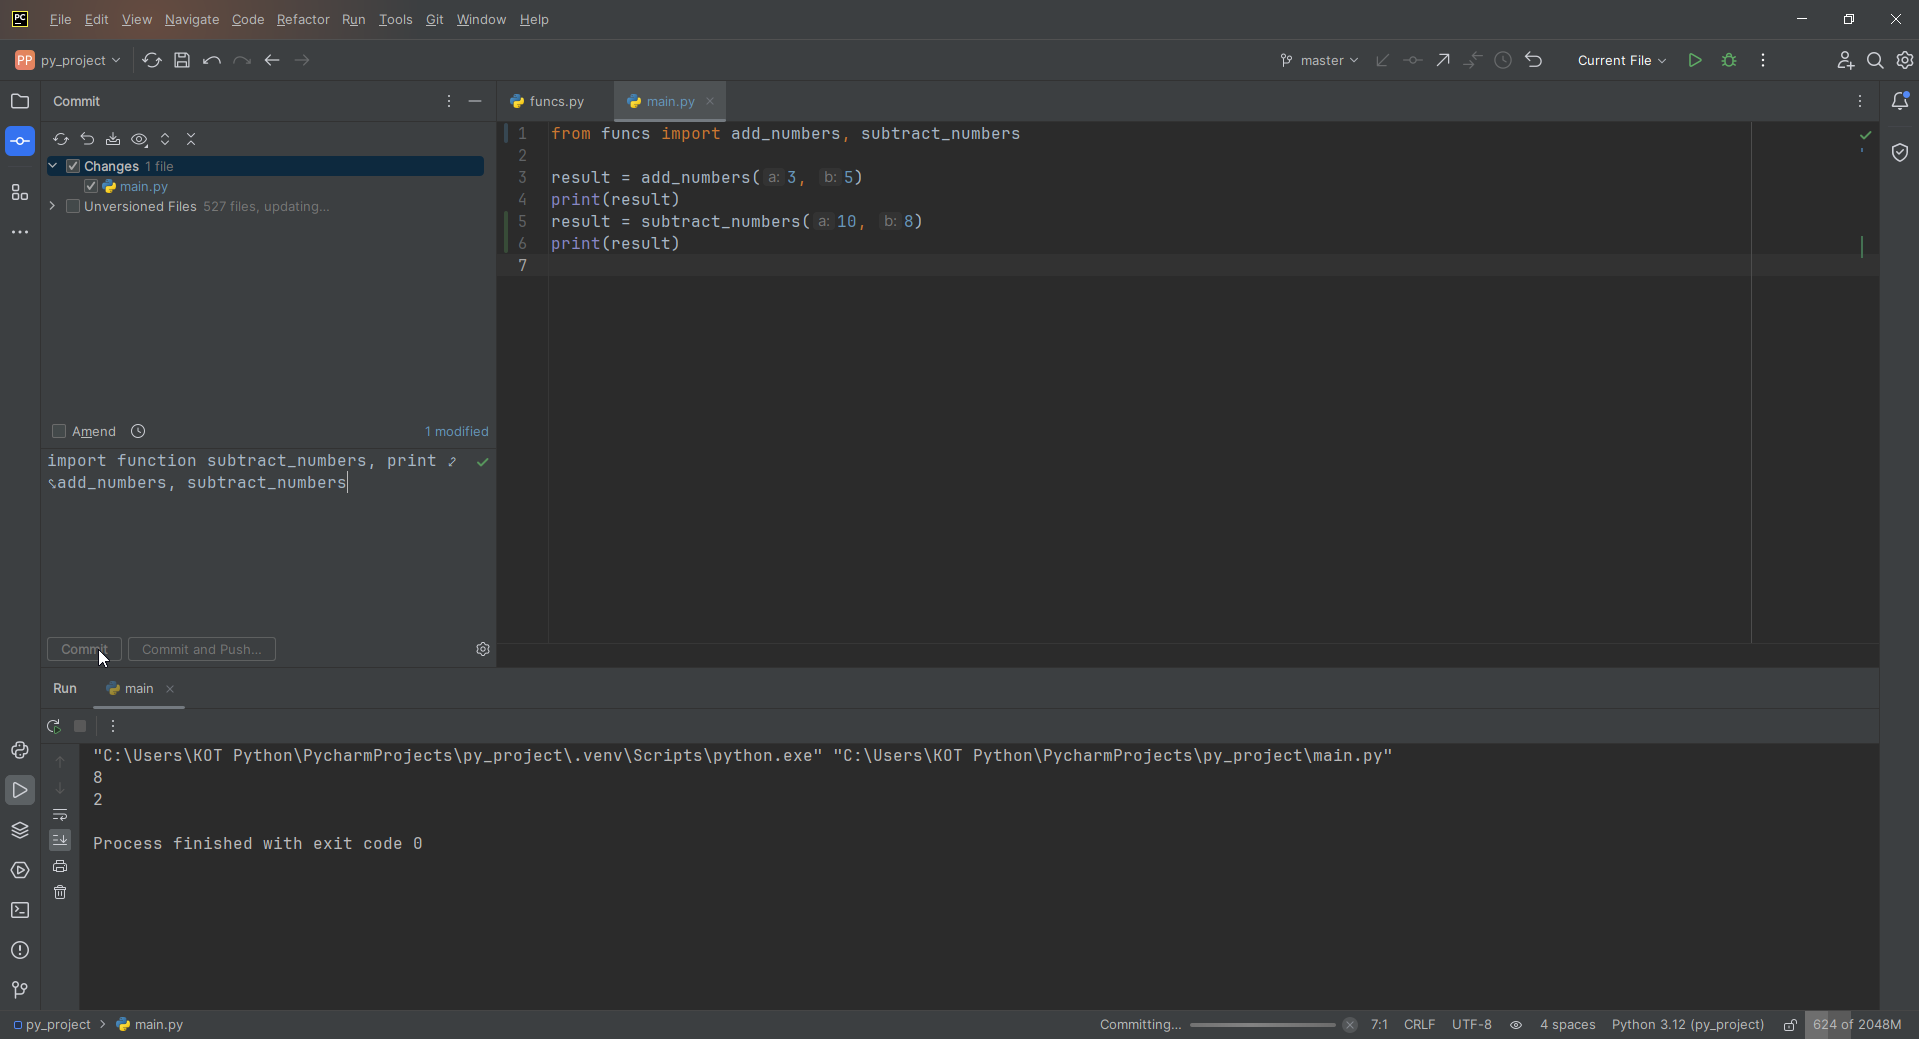 PC File Edit View Navigate Code Refactor Run Tools Git Window Help
PP py_project master Current File
Commit
funcs.py main.py
Changes 1 file
main.py
Unversioned Files 527 files, updating...
1 from funcs import add_numbers, subtract_numbers
2
3 result = add_numbers( a: 3, b: 5)
4 print(result)
5 result = subtract_numbers( a: 10, b: 8)
6 print(result)
7
Amend 1 modified
import function subtract_numbers, print
add_numbers, subtract_numbers
Commit Commit and Push...
Run main
"C:\Users\KOT Python\PycharmProjects\py_project\.venv\Scripts\python.exe" "C:\Users\KOT Python\PycharmProjects\py_project\main.py"
8
2
Process finished with exit code 0
py_project main.py Committing... 7:1 CRLF UTF-8 4 spaces Python 3.12 (py_project) 624 of 2048M